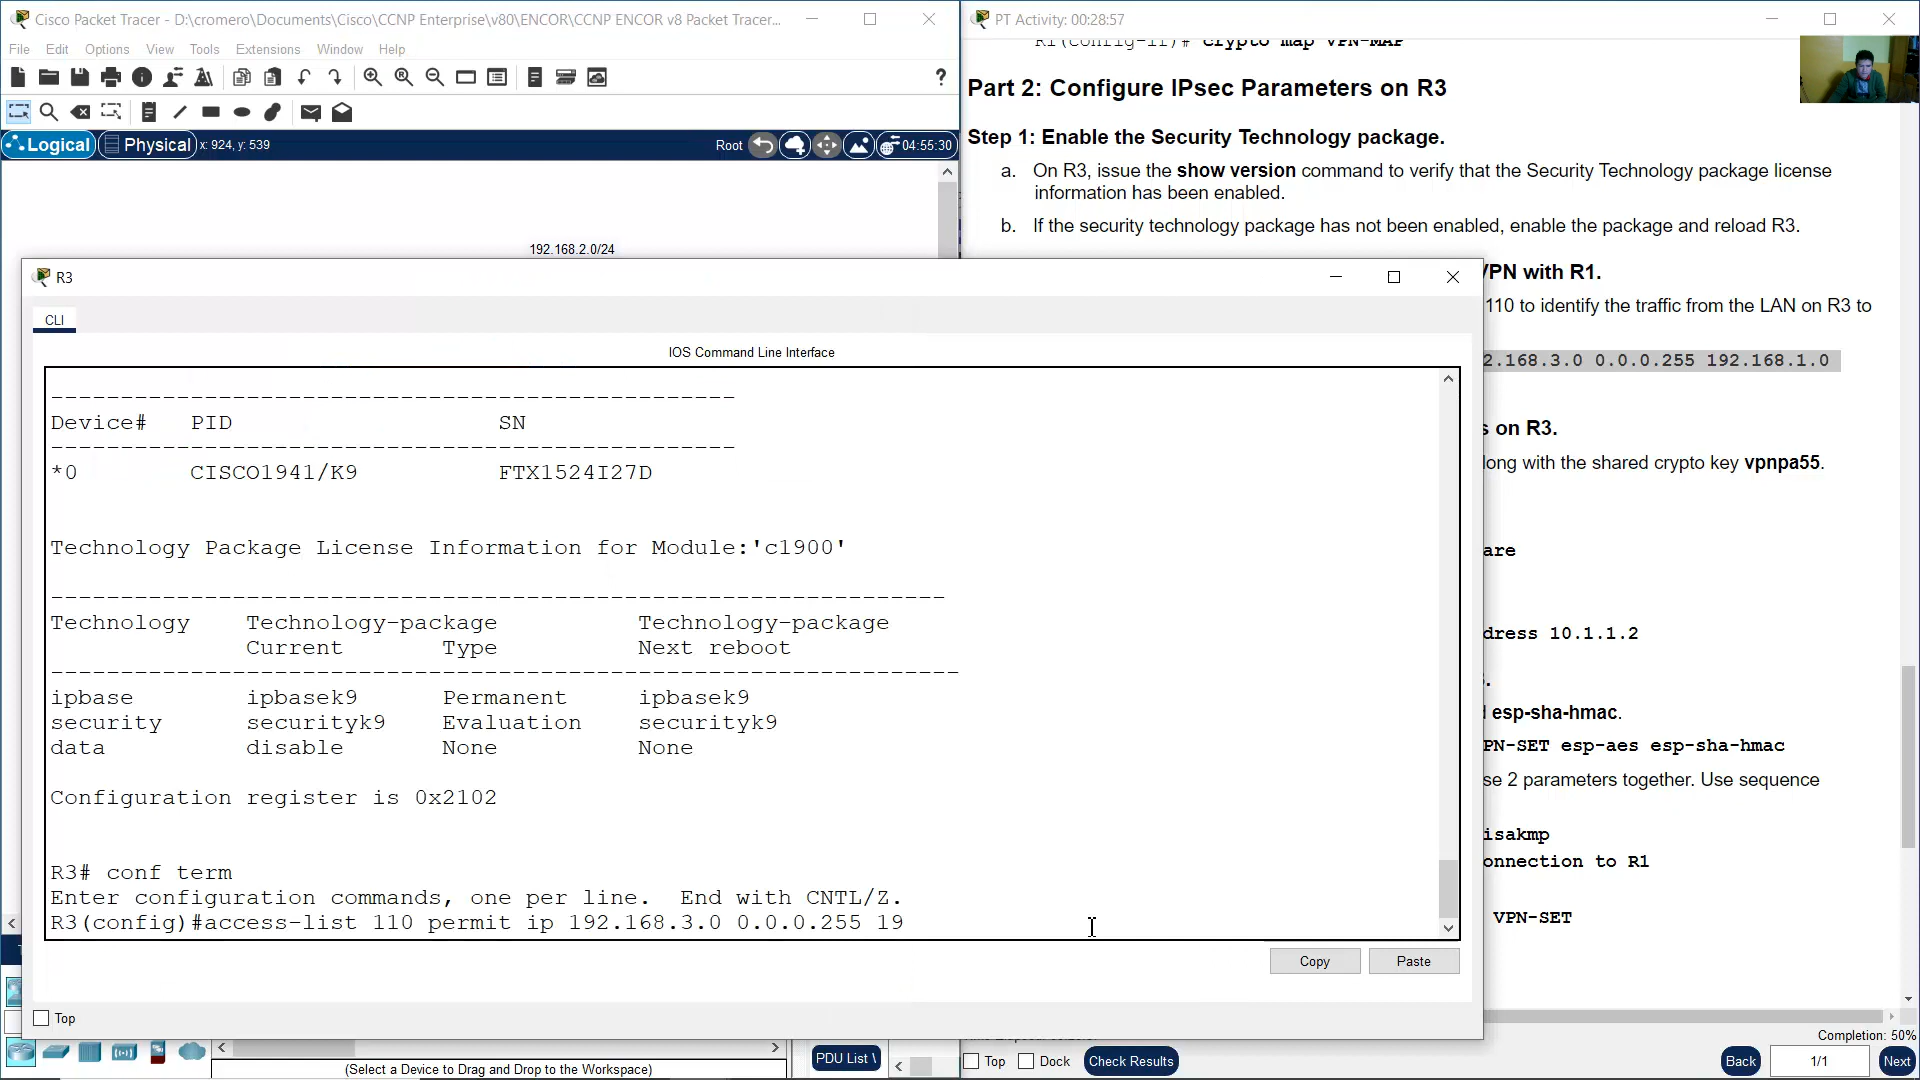 Cisco Packet Tracer - D:\cromero\Documents\Cisco\CCNP Enterprise\v80\ENCOR\CCNP ENCOR v8 Packet Tracer...
File Edit Options View Tools Extensions Window Help
?
Logical Physical x: 924, y: 539
Root 04:55:30
192.168.2.0/24
PT Activity: 00:28:57
R1(config-if)# crypto map VPN-MAP
Part 2: Configure IPsec Parameters on R3
Step 1: Enable the Security Technology package.
a. On R3, issue the show version command to verify that the Security Technology package license
information has been enabled.
b. If the security technology package has not been enabled, enable the package and reload R3.
VPN with R1.
110 to identify the traffic from the LAN on R3 to
2.168.3.0 0.0.0.255 192.168.1.0
s on R3.
long with the shared crypto key vpnpa55.
are
dress 10.1.1.2
esp-sha-hmac.
PN-SET esp-aes esp-sha-hmac
se 2 parameters together. Use sequence
isakmp
onnection to R1
VPN-SET
R3
CLI
IOS Command Line Interface
---------------------------------------------------
Device# PID SN
---------------------------------------------------
*0 CISCO1941/K9 FTX1524I27D
Technology Package License Information for Module:'c1900'
----------------------------------------------------------------
Technology Technology-package Technology-package
Current Type Next reboot
-----------------------------------------------------------------
ipbase ipbasek9 Permanent ipbasek9
security securityk9 Evaluation securityk9
data disable None None
Configuration register is 0x2102
R3# conf term
Enter configuration commands, one per line. End with CNTL/Z.
R3(config)#access-list 110 permit ip 192.168.3.0 0.0.0.255 19
Copy Paste
Top
PDU List \
(Select a Device to Drag and Drop to the Workspace)
Completion: 50%
Top Dock Check Results Back 1/1 Next